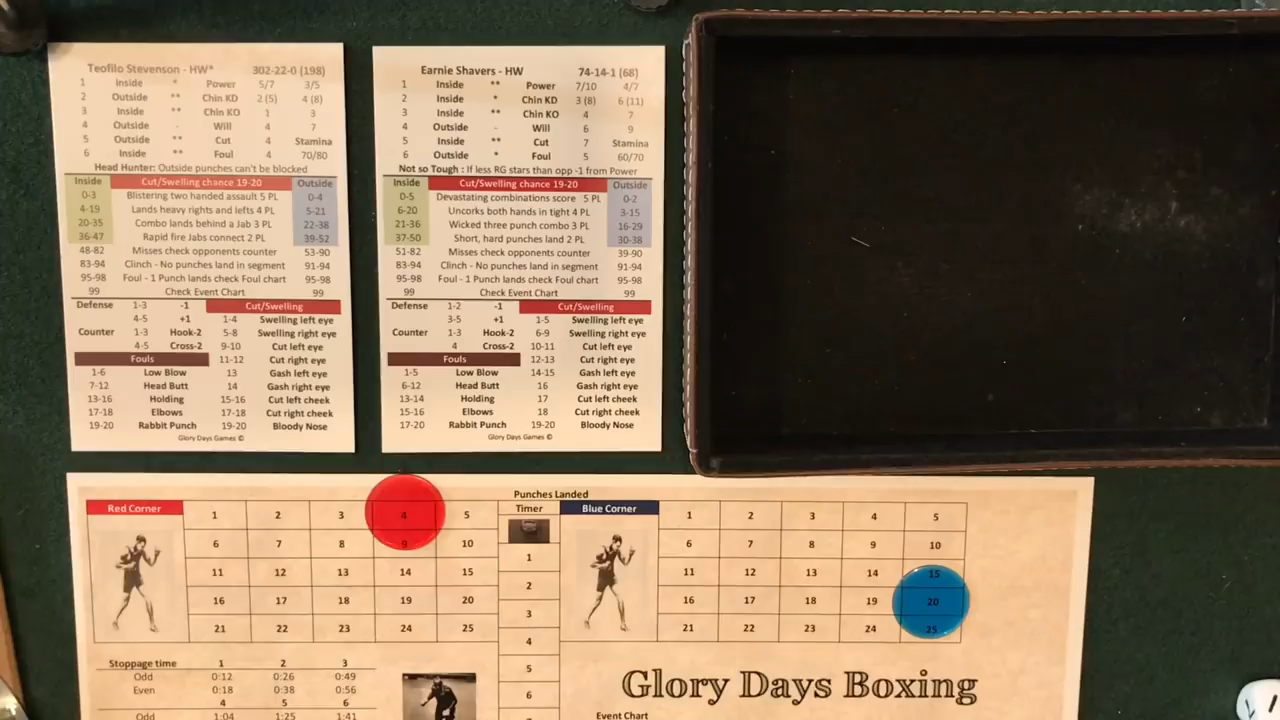 Teofilo Stevenson - HW* 302-22-0 (198)
1 Inside * Power 5/7 3/5
2 Outside ** Chin KD 2 (5) 4 (8)
3 Inside ** Chin KO 1 3
4 Outside - Will 4 7
5 Outside ** Cut 4 Stamina
6 Inside ** Foul 4 70/80
Head Hunter: Outside punches can't be blocked
Inside Cut/Swelling chance 19-20 Outside
0-3 Blistering two handed assault 5 PL 0-4
4-19 Lands heavy rights and lefts 4 PL 5-21
20-35 Combo lands behind a Jab 3 PL 22-38
36-47 Rapid fire Jabs connect 2 PL 39-52
48-82 Misses check opponents counter 53-90
83-94 Clinch - No punches land in segment 91-94
95-98 Foul - 1 Punch lands check Foul chart 95-98
99 Check Event Chart 99
Defense 1-3 -1 Cut/Swelling
4-5 +1 1-4 Swelling left eye
Counter 1-3 Hook-2 5-8 Swelling right eye
4-5 Cross-2 9-10 Cut left eye
Fouls 11-12 Cut right eye
1-6 Low Blow 13 Gash left eye
7-12 Head Butt 14 Gash right eye
13-16 Holding 15-16 Cut left cheek
17-18 Elbows 17-18 Cut right cheek
19-20 Rabbit Punch 19-20 Bloody Nose
Glory Days Games ©
Earnie Shavers - HW 74-14-1 (68)
1 Inside ** Power 7/10 4/7
2 Inside * Chin KD 3 (8) 6 (11)
3 Inside ** Chin KO 4 7
4 Outside - Will 6 9
5 Inside ** Cut 7 Stamina
6 Outside * Foul 5 60/70
Not so Tough : If less RG stars than opp -1 from Power
Inside Cut/Swelling chance 19-20 Outside
0-5 Devastating combinations score 5 PL 0-2
6-20 Uncorks both hands in tight 4 PL 3-15
21-36 Wicked three punch combo 3 PL 16-29
37-50 Short, hard punches land 2 PL 30-38
51-82 Misses check opponents counter 39-90
83-94 Clinch - No punches land in segment 91-94
95-98 Foul - 1 Punch lands check Foul chart 95-98
99 Check Event Chart 99
Defense 1-2 -1 Cut/Swelling
3-5 +1 1-5 Swelling left eye
Counter 1-3 Hook-2 6-9 Swelling right eye
4 Cross-2 10-11 Cut left eye
Fouls 12-13 Cut right eye
1-5 Low Blow 14-15 Gash left eye
6-12 Head Butt 16 Gash right eye
13-14 Holding 17 Cut left cheek
15-16 Elbows 18 Cut right cheek
17-20 Rabbit Punch 19-20 Bloody Nose
Glory Days Games ©
Punches Landed
Red Corner 1 2 3 4 5 Timer Blue Corner 1 2 3 4 5
6 7 8 9 10 6 7 8 9 10
11 12 13 14 15 1 11 12 13 14 15
16 17 18 19 20 2 16 17 18 19 20
21 22 23 24 25 3 21 22 23 24 25
4
5
6
7
Stoppage time 1 2 3
Odd 0:12 0:26 0:49
Even 0:18 0:38 0:56
4 5 6
Odd 1:04 1:25 1:41
Glory Days Boxing
Event Chart